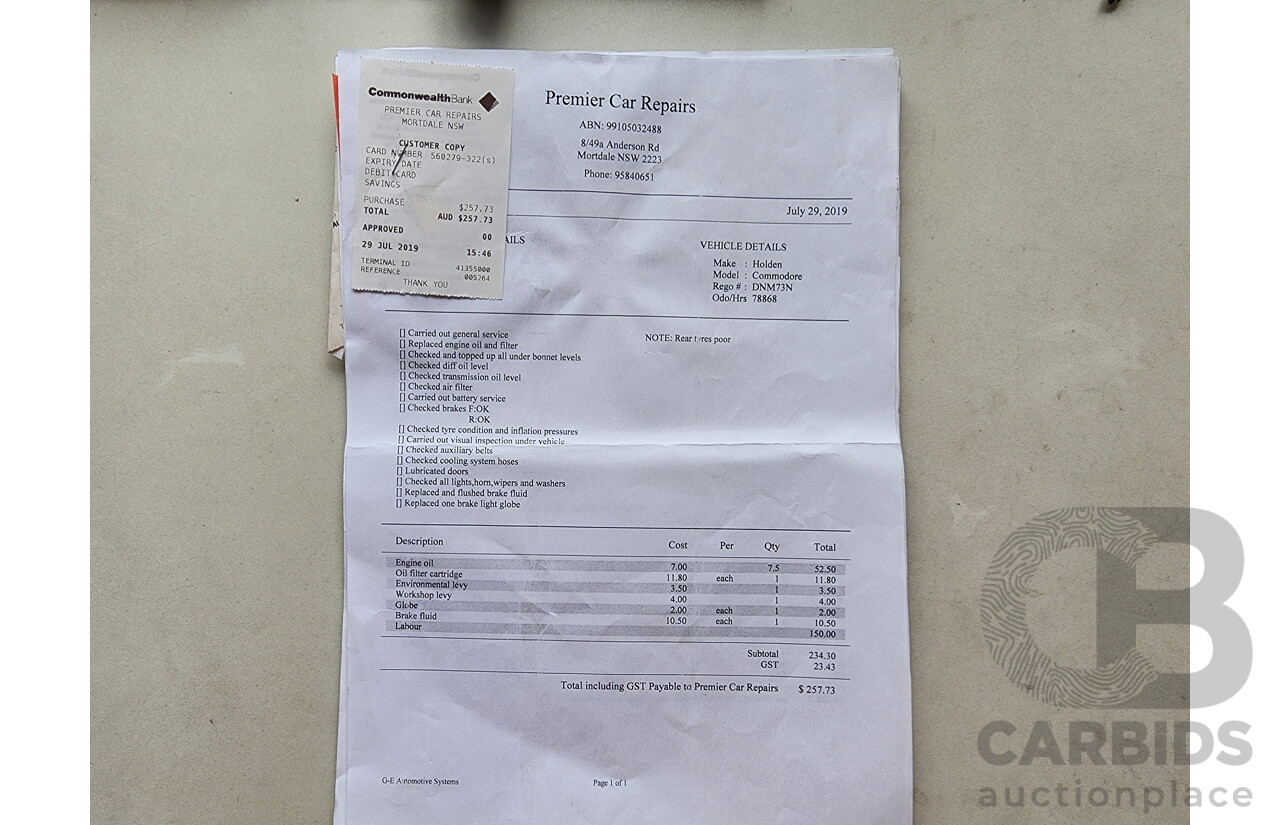 CommonwealthBank
PREMIER CAR REPAIRS
MORTDALE NSW
CUSTOMER COPY
CARD NUMBER 560279-322(s)
EXPIRY DATE
DEBIT CARD
SAVINGS
PURCHASE $257.73
TOTAL AUD $257.73
APPROVED 00
29 JUL 2019 15:46
TERMINAL ID 41355800
REFERENCE 005264
THANK YOU
Premier Car Repairs
ABN: 99105032488
8/49a Anderson Rd
Mortdale NSW 2223
Phone: 95840651
July 29, 2019
AILS
VEHICLE DETAILS
Make : Holden
Model : Commodore
Rego # : DNM73N
Odo/Hrs 78868
[] Carried out general service
[] Replaced engine oil and filter
[] Checked and topped up all under bonnet levels
[] Checked diff oil level
[] Checked transmission oil level
[] Checked air filter
[] Carried out battery service
[] Checked brakes F:OK
R:OK
[] Checked tyre condition and inflation pressures
[] Carried out visual inspection under vehicle
[] Checked auxiliary belts
[] Checked cooling system hoses
[] Lubricated doors
[] Checked all lights,horn,wipers and washers
[] Replaced and flushed brake fluid
[] Replaced one brake light globe
NOTE: Rear tyres poor
Description Cost Per Qty Total
Engine oil 7.00 7.5 52.50
Oil filter cartridge 11.80 each 1 11.80
Environmental levy 3.50 1 3.50
Workshop levy 4.00 1 4.00
Globe 2.00 each 1 2.00
Brake fluid 10.50 each 1 10.50
Labour 150.00
Subtotal 234.30
GST 23.43
Total including GST Payable to Premier Car Repairs $ 257.73
G-E Automotive Systems
Page 1 of 1
CB
CARBIDS
auctionplace